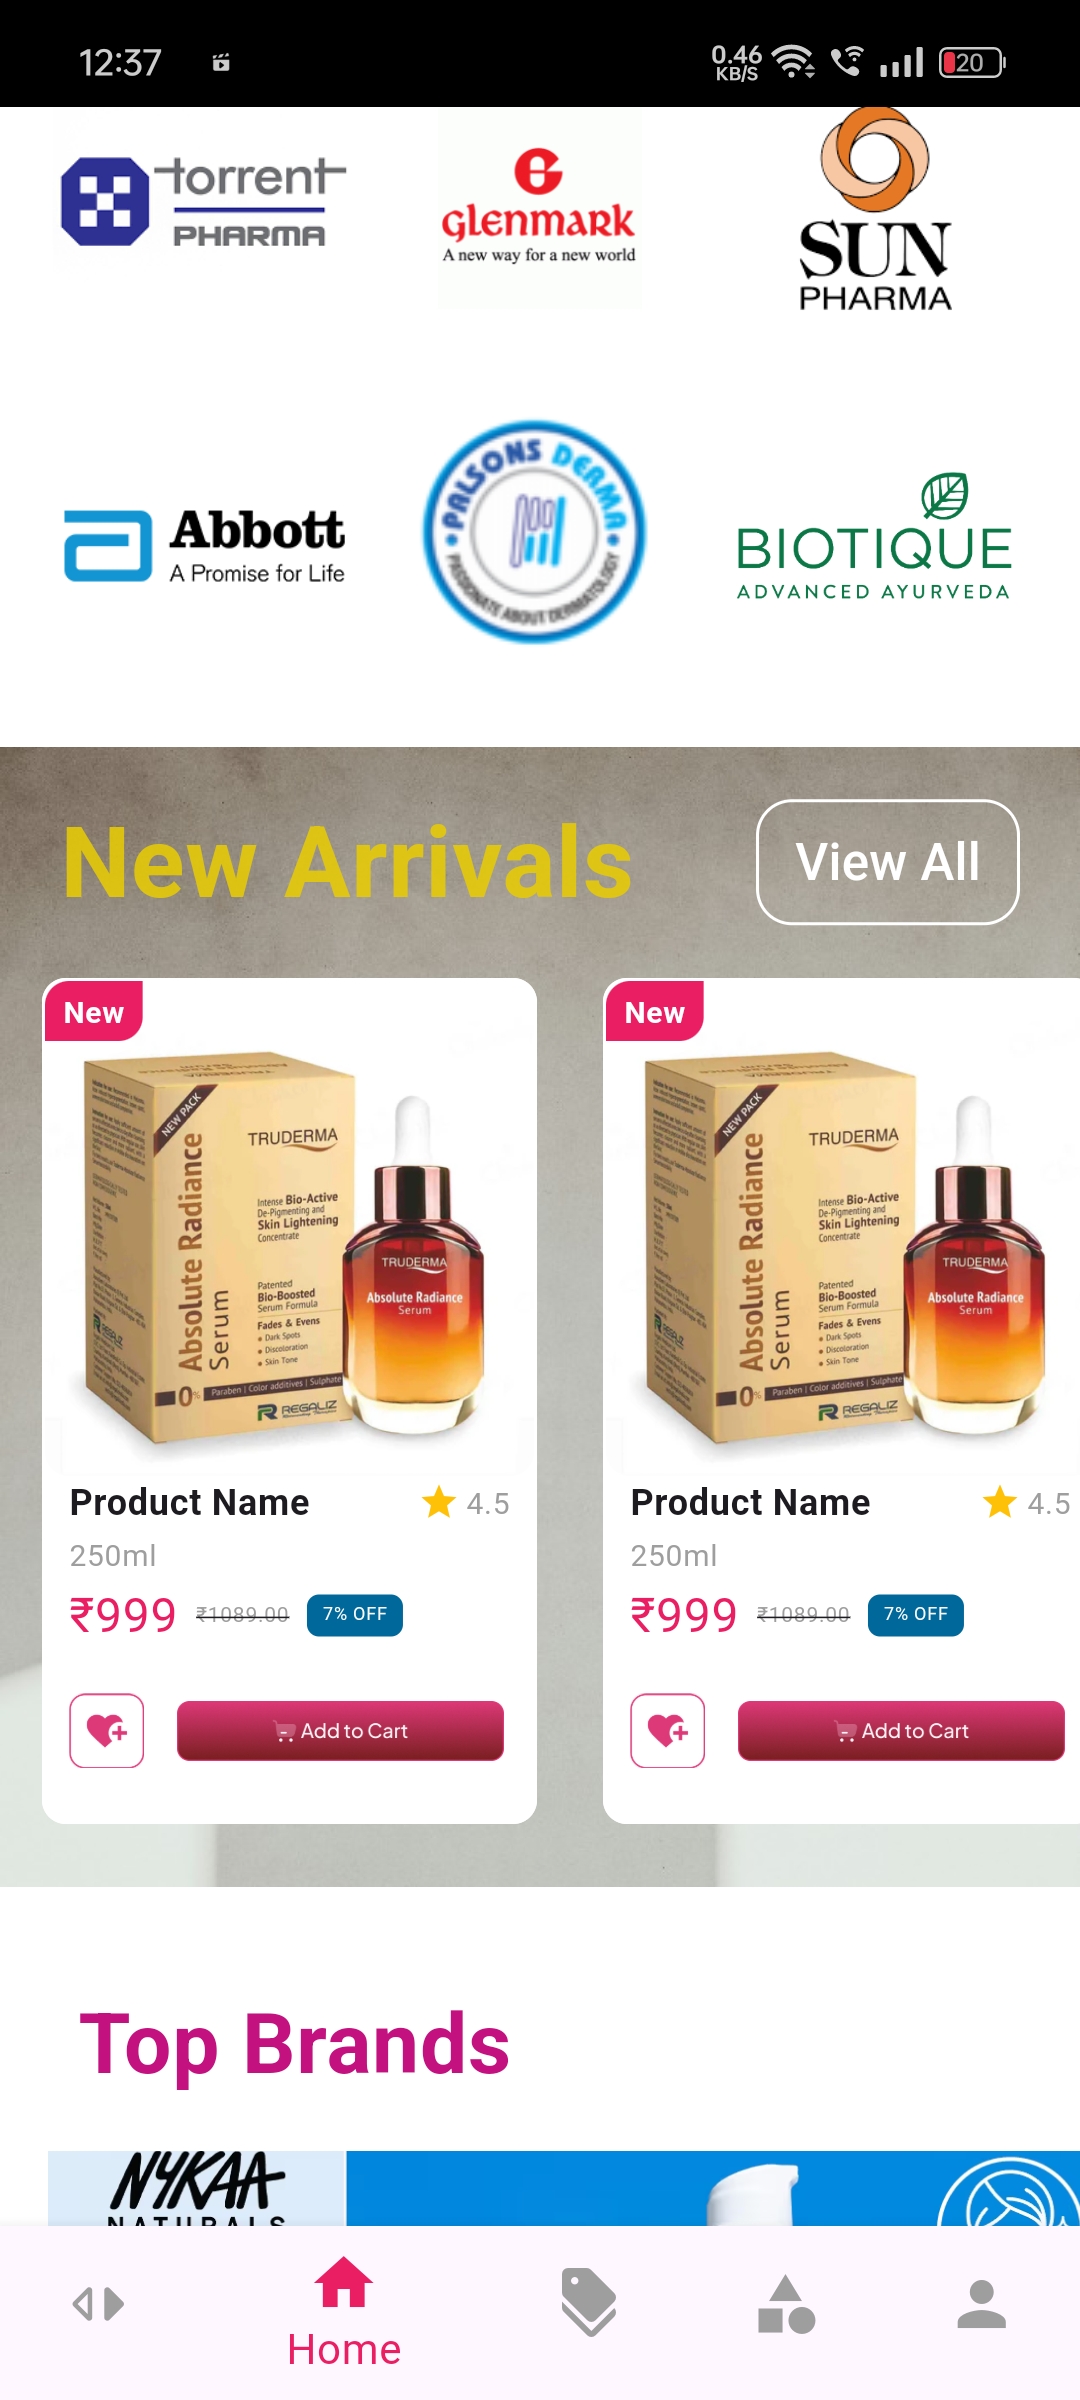 12:37
0.46
KB/S
20
torrent
PHARMA
glenmark
A new way for a new world
SUN
PHARMA
Abbott
A Promise for Life
PALSONS DERMA
PASSIONATE ABOUT DERMATOLOGY
BIOTIQUE
ADVANCED AYURVEDA
New Arrivals
View All
New
NEW PACK
TRUDERMA
Absolute Radiance
Serum
Intense Bio-Active
De-Pigmenting and
Skin Lightening
Concentrate
Patented
Bio-Boosted
Serum Formula
Fades & Evens
Dark Spots
Discoloration
Skin Tone
0%
Paraben | Color additives | Sulphate
REGALIZ
TRUDERMA
Absolute Radiance
Serum
Product Name
4.5
250ml
₹999
₹1089.00
7% OFF
Add to Cart
New
NEW PACK
TRUDERMA
Absolute Radiance
Serum
Intense Bio-Active
De-Pigmenting and
Skin Lightening
Concentrate
Patented
Bio-Boosted
Serum Formula
Fades & Evens
Dark Spots
Discoloration
Skin Tone
0%
Paraben | Color additives | Sulphate
REGALIZ
TRUDERMA
Absolute Radiance
Serum
Product Name
4.5
250ml
₹999
₹1089.00
7% OFF
Add to Cart
Top Brands
NYKAA
NATURALS
Home